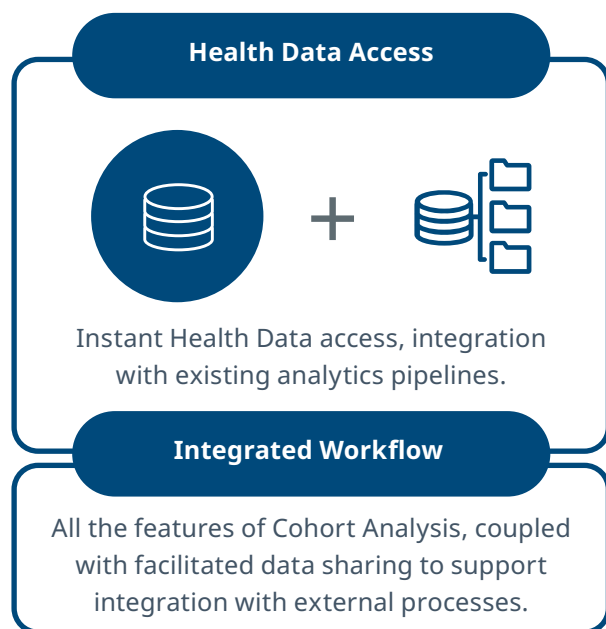 Health Data Access
Instant Health Data access, integration
with existing analytics pipelines.
Integrated Workflow
All the features of Cohort Analysis, coupled
with facilitated data sharing to support
integration with external processes.